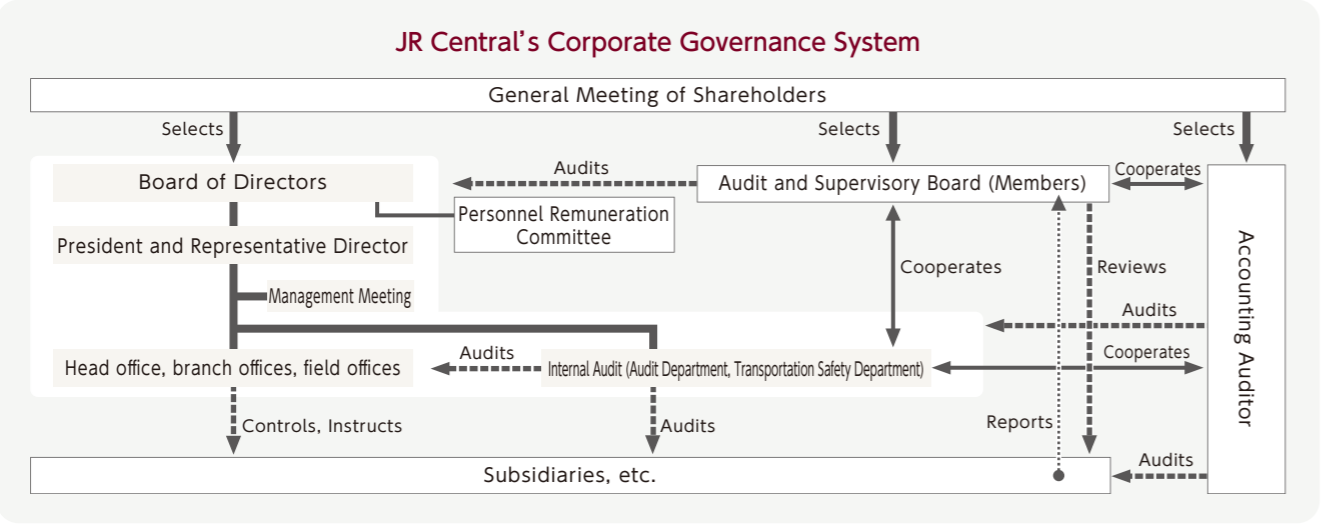 JR Central’s Corporate Governance System
General Meeting of Shareholders
Selects
Selects
Selects
Board of Directors
Audits
Audit and Supervisory Board (Members)
Cooperates
Personnel Remuneration
Committee
President and Representative Director
Cooperates
Reviews
Accounting Auditor
Management Meeting
Audits
Head office, branch offices, field offices
Audits
Internal Audit (Audit Department, Transportation Safety Department)
Cooperates
Controls, Instructs
Audits
Reports
Subsidiaries, etc.
Audits